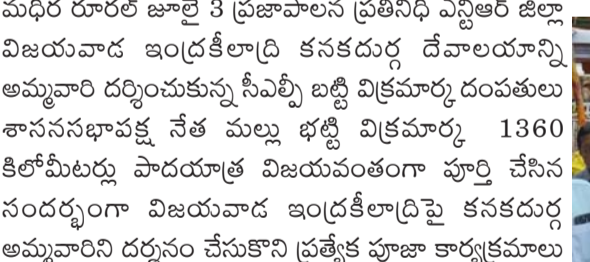 మధిర రూరల్ జూలై 3 ప్రజాపాలన ప్రతినిధి ఎన్టీఆర్ జిల్లా
విజయవాడ ఇంద్రకీలాద్రి కనకదుర్గ దేవాలయాన్ని
అమ్మవారి దర్శించుకున్న సీఎల్పీ బట్టి విక్రమార్క దంపతులు
శాసనసభాపక్ష నేత మల్లు భట్టి విక్రమార్క 1360
కిలోమీటర్లు పాదయాత్ర విజయవంతంగా పూర్తి చేసిన
సందర్భంగా విజయవాడ ఇంద్రకీలాద్రిపై కనకదుర్గ
అమ్మవారిని దర్శనం చేసుకొని ప్రత్యేక పూజా కార్యక్రమాలు